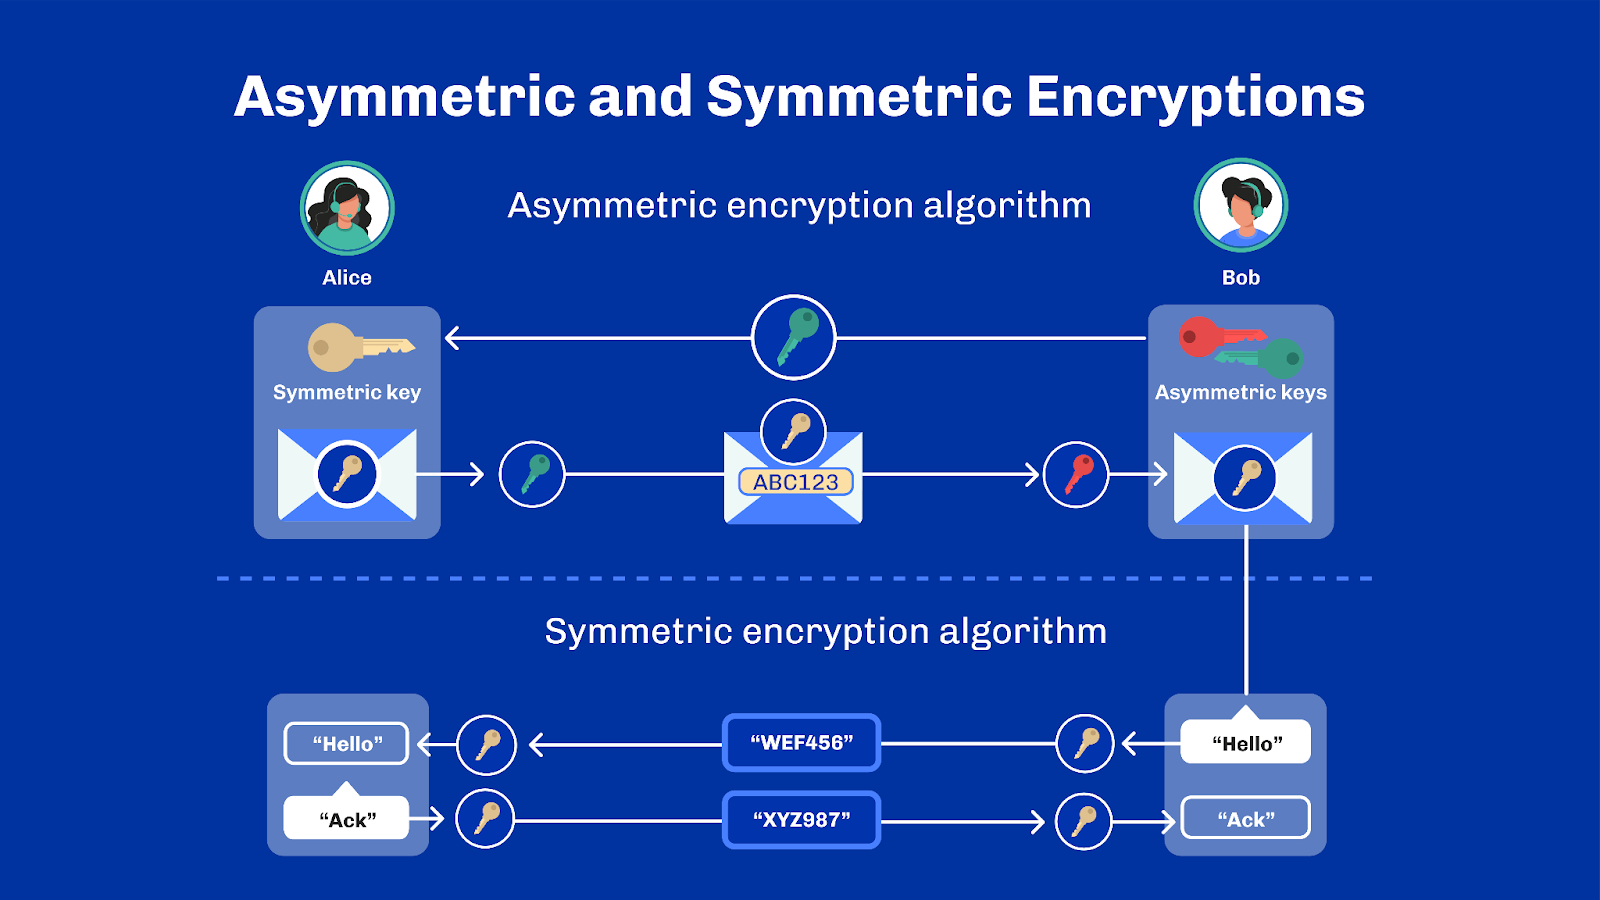 Asymmetric and Symmetric Encryptions
Asymmetric encryption algorithm
Alice
Bob
Symmetric key
Asymmetric keys
ABC123
Symmetric encryption algorithm
“Hello”
“WEF456”
“Hello”
“Ack”
“XYZ987”
“Ack”